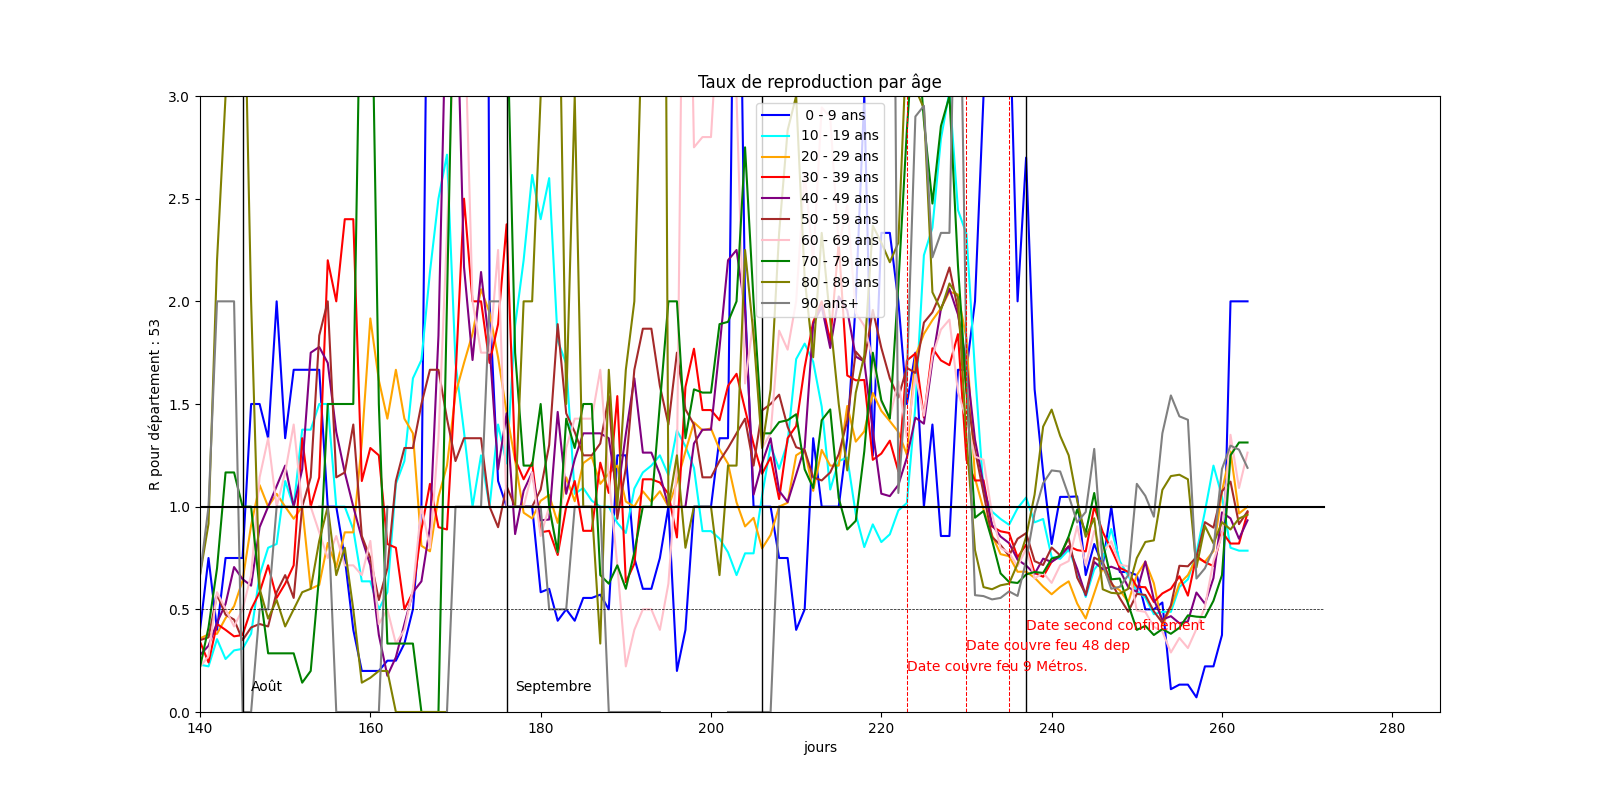 Taux de reproduction par âge
R pour département : 53
3.0
2.5
2.0
1.5
1.0
0.5
0.0
0 - 9 ans
10 - 19 ans
20 - 29 ans
30 - 39 ans
40 - 49 ans
50 - 59 ans
60 - 69 ans
70 - 79 ans
80 - 89 ans
90 ans+
Date second confinement
Date couvre feu 48 dep
Date couvre feu 9 Métros.
Août
Septembre
140 160 180 200 220 240 260 280
jours